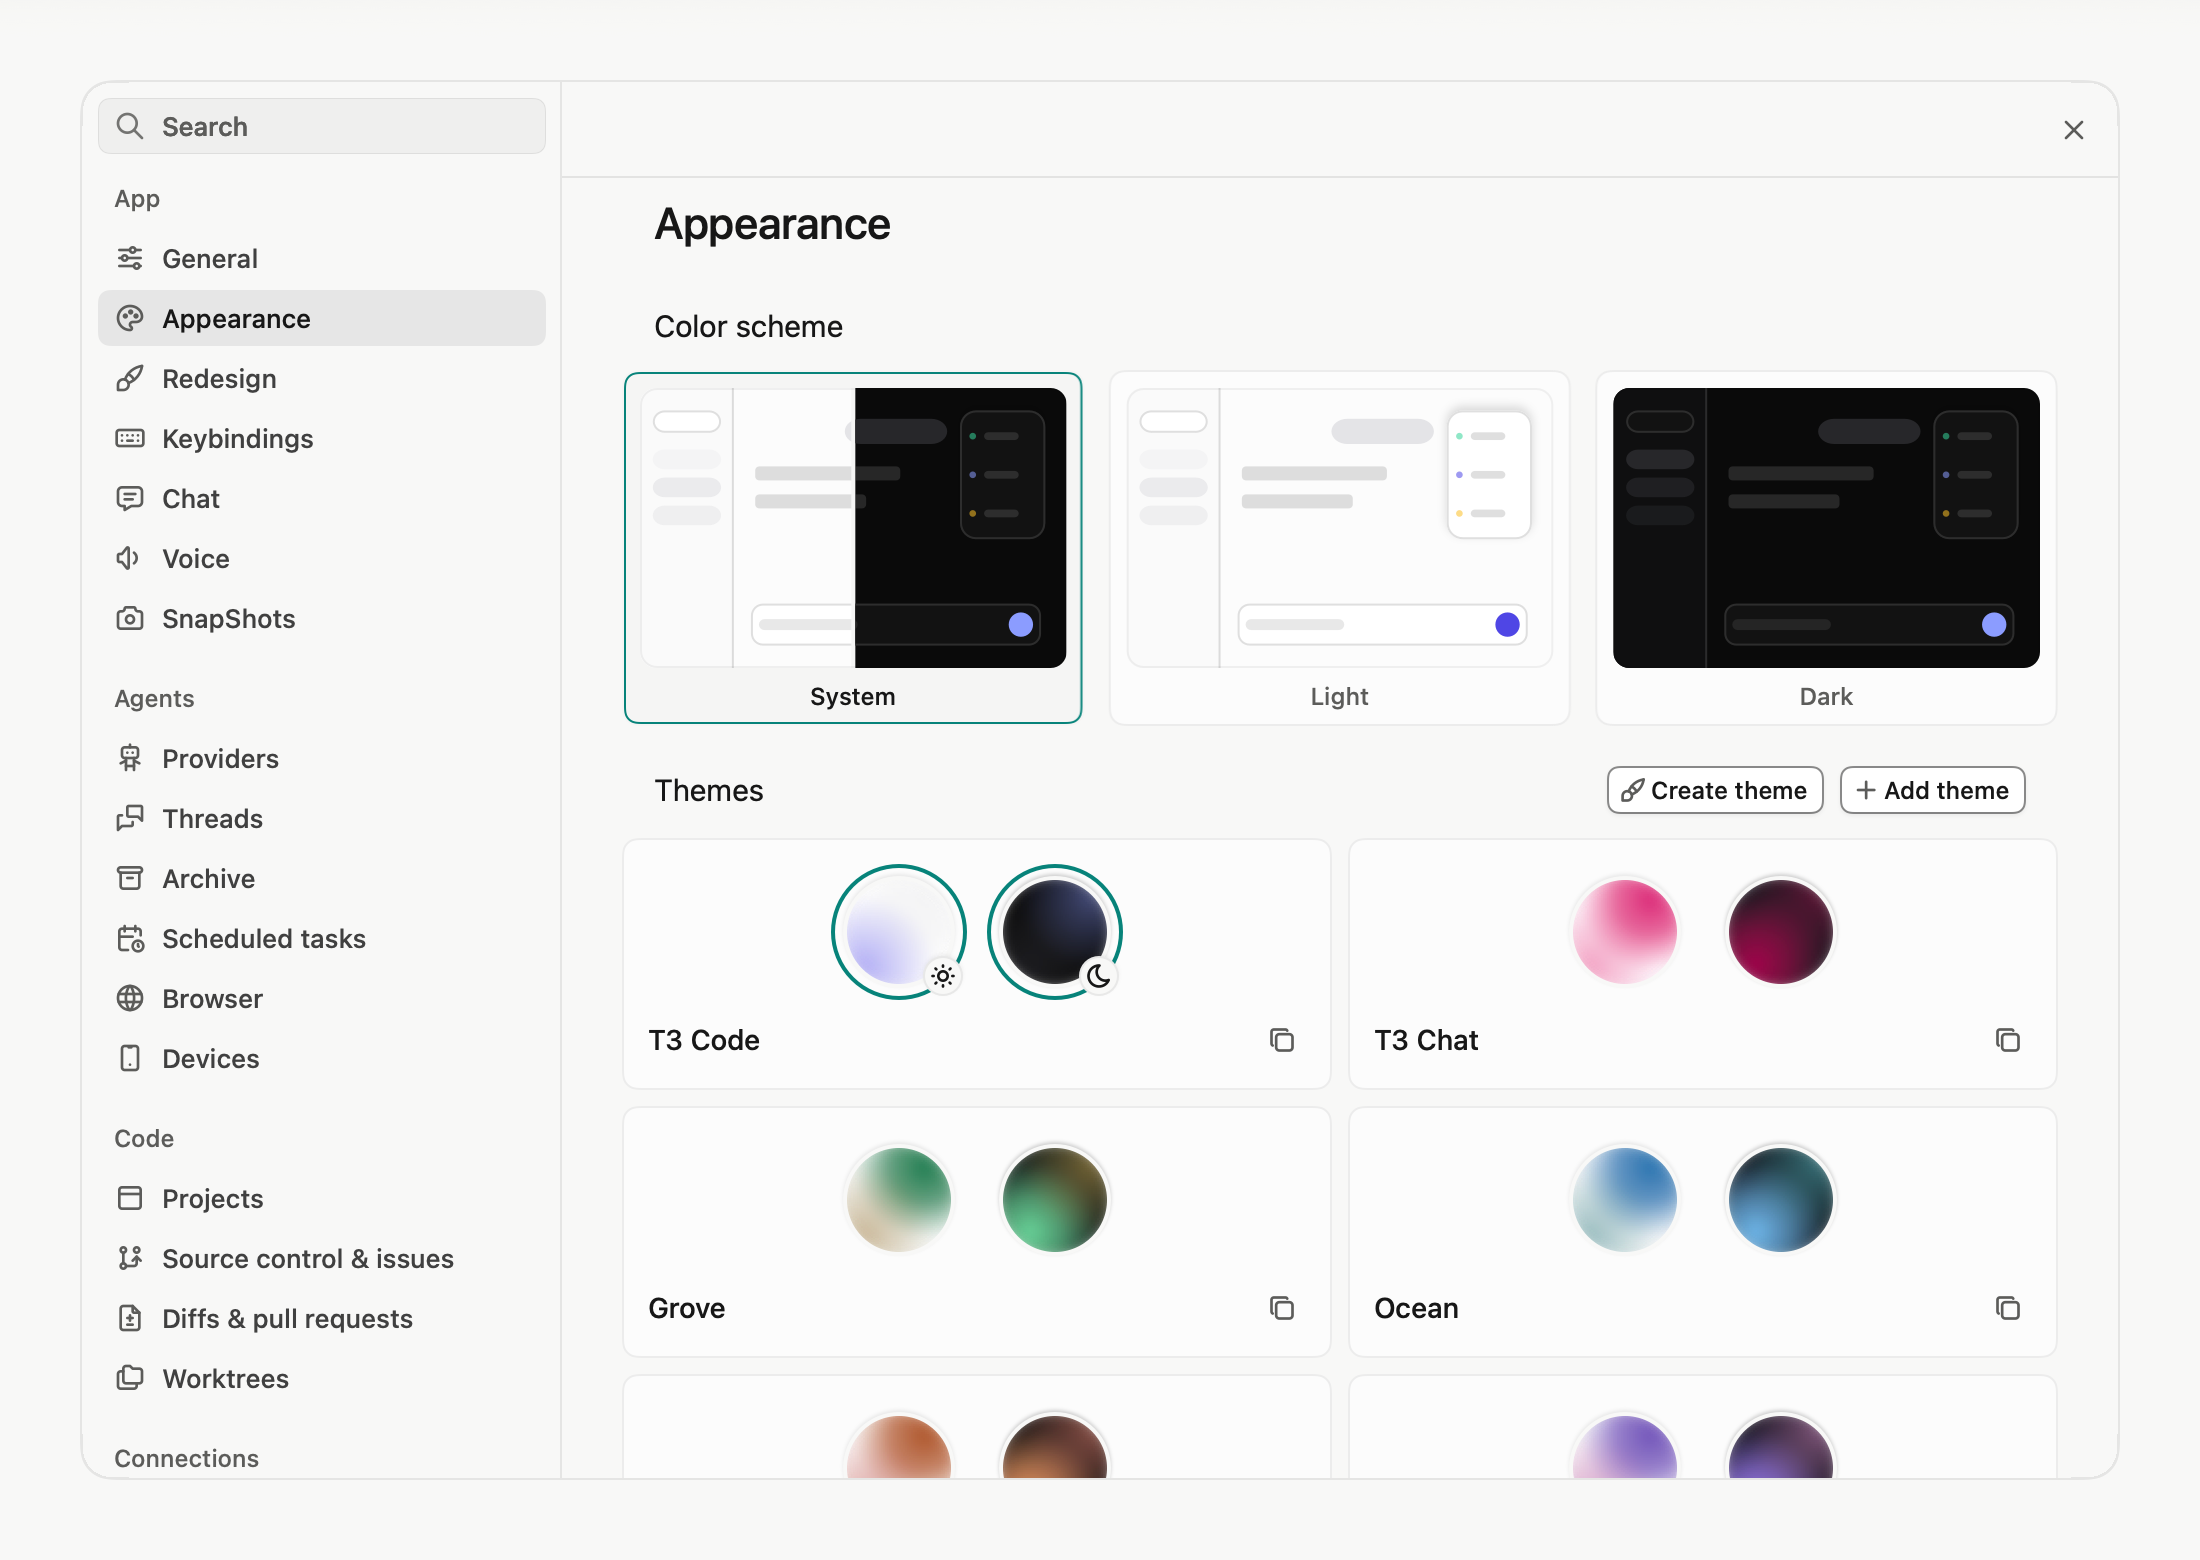 Search
App
General
Appearance
Redesign
Keybindings
Chat
Voice
SnapShots
Agents
Providers
Threads
Archive
Scheduled tasks
Browser
Devices
Code
Projects
Source control & issues
Diffs & pull requests
Worktrees
Connections
Appearance
Color scheme
System
Light
Dark
Themes
Create theme
Add theme
T3 Code
T3 Chat
Grove
Ocean